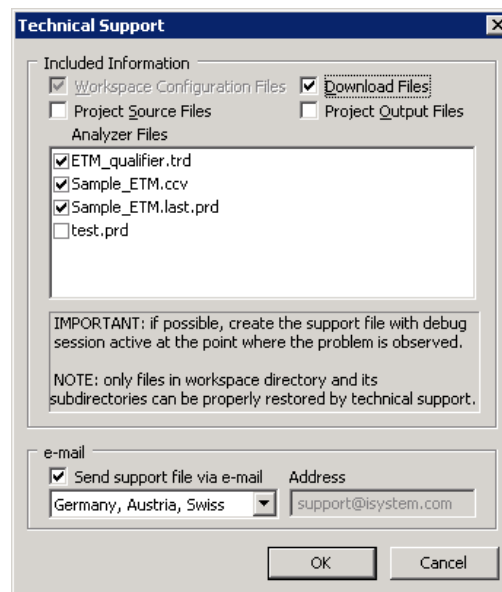 Technical Support
Included Information
Workspace Configuration Files Download Files
Project Source Files Project Output Files
Analyzer Files
ETM_qualifier.trd
Sample_ETM.ccv
Sample_ETM.last.prd
test.prd
IMPORTANT: if possible, create the support file with debug
session active at the point where the problem is observed.
NOTE: only files in workspace directory and its
subdirectories can be properly restored by technical support.
e-mail
Send support file via e-mail Address
Germany, Austria, Swiss support@isystem.com
OK Cancel